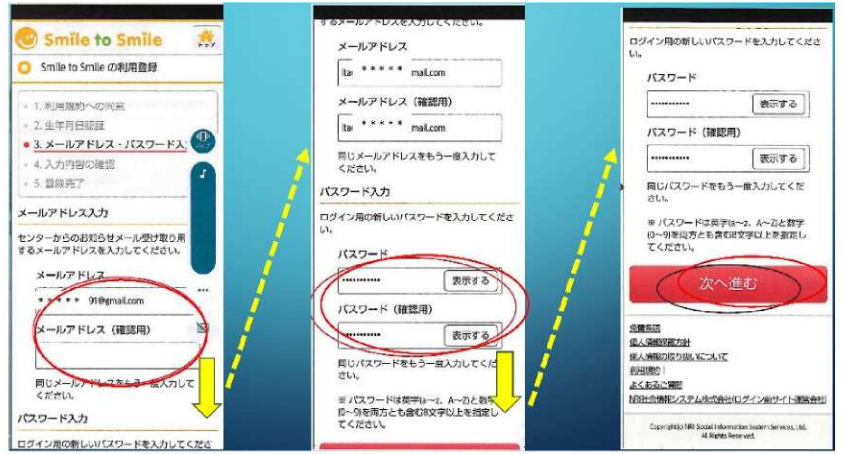 Smile to Smile
トップ
Smile to Smile の利用登録
1. 利用規約への同意
2. 生年月日認証
3. メールアドレス・パスワード入
4. 入力内容の確認
5. 登録完了
メールアドレス入力
センターからのお知らせメール受け取り用
するメールアドレスを入力してください。
メールアドレス
* * * * * 91@gmail.com
メールアドレス（確認用）
同じメールアドレスをもう一度入力して
ください。
パスワード入力
ログイン用の新しいパスワードを入力してくださ
するメールアドレスを入力してください。
メールアドレス
* * * * * mail.com
メールアドレス（確認用）
* * * * * mail.com
同じメールアドレスをもう一度入力して
ください。
パスワード入力
ログイン用の新しいパスワードを入力してくださ
い。
パスワード
表示する
パスワード（確認用）
表示する
同じパスワードをもう一度入力してくだ
さい。
※ パスワードは英字(a〜z、A〜Z)と数字
(0〜9)を両方とも含む8文字以上を指定し
てください。
ログイン用の新しいパスワードを入力してくださ
い。
パスワード
表示する
パスワード（確認用）
表示する
同じパスワードをもう一度入力してくだ
さい。
※ パスワードは英字(a〜z、A〜Z)と数字
(0〜9)を両方とも含む8文字以上を指定し
てください。
次へ進む
免責条項
個人情報保護方針
個人情報の取り扱いについて
利用規約
よくあるご質問
NRI社会情報システム株式会社(ログイン前サイト運営会社)
Copyright(c) NRI Social Information System Services, Ltd.
All Rights Reserved.